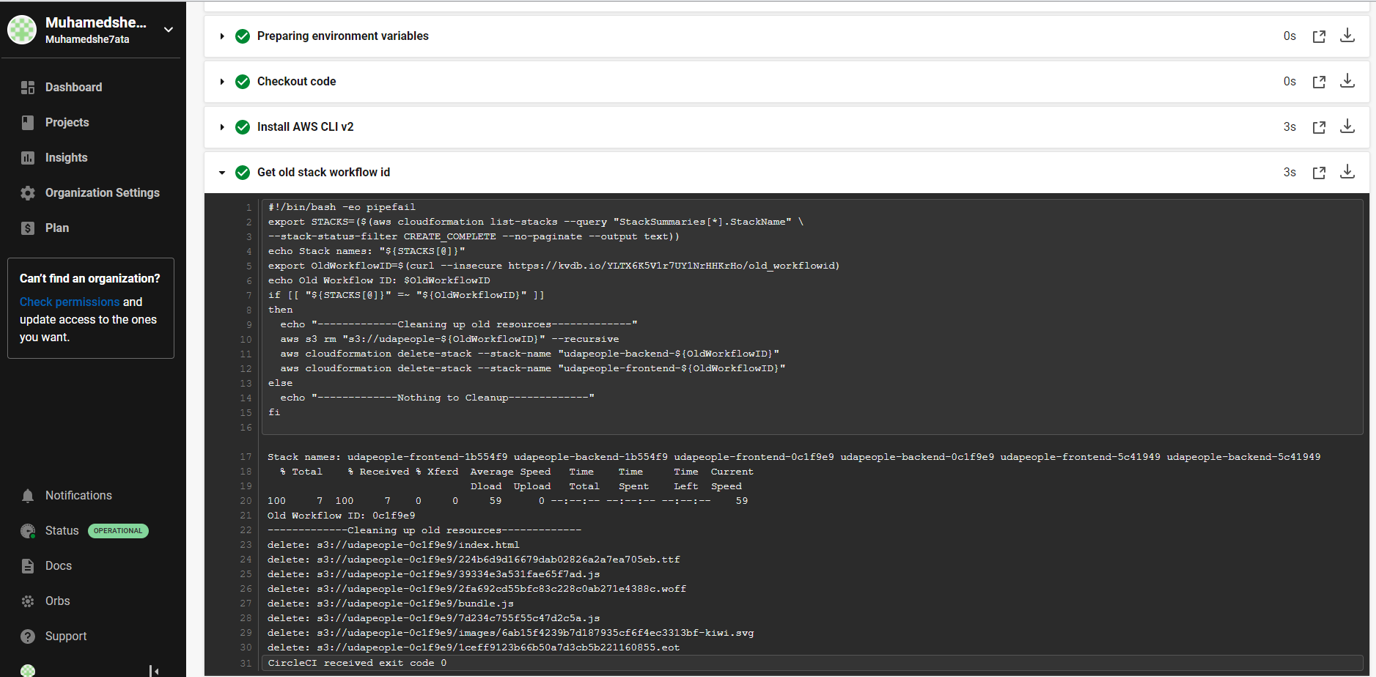 Muhamedshe...
Muhamedshe7ata
Dashboard
Projects
Insights
Organization Settings
Plan
Can't find an organization?
Check permissions and
update access to the ones
you want.
Notifications
Status OPERATIONAL
Docs
Orbs
Support
Preparing environment variables 0s
Checkout code 0s
Install AWS CLI v2 3s
Get old stack workflow id 3s
1 #!/bin/bash -eo pipefail
2 export STACKS=($(aws cloudformation list-stacks --query "StackSummaries[*].StackName" \
3 --stack-status-filter CREATE_COMPLETE --no-paginate --output text))
4 echo Stack names: "${STACKS[@]}"
5 export OldWorkflowID=$(curl --insecure https://kvdb.io/YLTX6K5V1r7UY1NrHHKrHo/old_workflowid)
6 echo Old Workflow ID: $OldWorkflowID
7 if [[ "${STACKS[@]}" =~ "${OldWorkflowID}" ]]
8 then
9   echo "-------------Cleaning up old resources-------------"
10   aws s3 rm "s3://udapeople-${OldWorkflowID}" --recursive
11   aws cloudformation delete-stack --stack-name "udapeople-backend-${OldWorkflowID}"
12   aws cloudformation delete-stack --stack-name "udapeople-frontend-${OldWorkflowID}"
13 else
14   echo "-------------Nothing to Cleanup-------------"
15 fi
16
17 Stack names: udapeople-frontend-1b554f9 udapeople-backend-1b554f9 udapeople-frontend-0c1f9e9 udapeople-backend-0c1f9e9 udapeople-frontend-5c41949 udapeople-backend-5c41949
18   % Total    % Received % Xferd  Average Speed   Time    Time     Time  Current
19                                  Dload  Upload   Total   Spent    Left  Speed
20 100     7  100     7    0     0     59      0 --:--:-- --:--:-- --:--:--    59
21 Old Workflow ID: 0c1f9e9
22 -------------Cleaning up old resources-------------
23 delete: s3://udapeople-0c1f9e9/index.html
24 delete: s3://udapeople-0c1f9e9/224b6d9d16679dab02826a2a7ea705eb.ttf
25 delete: s3://udapeople-0c1f9e9/39334e3a531fae65f7ad.js
26 delete: s3://udapeople-0c1f9e9/2fa692cd55bfc83c228c0ab271e4388c.woff
27 delete: s3://udapeople-0c1f9e9/bundle.js
28 delete: s3://udapeople-0c1f9e9/7d234c755f55c47d2c5a.js
29 delete: s3://udapeople-0c1f9e9/images/6ab15f4239b7d187935cf6f4ec3313bf-kiwi.svg
30 delete: s3://udapeople-0c1f9e9/1ceff9123b66b50a7d3cb5b221160855.eot
31 CircleCI received exit code 0